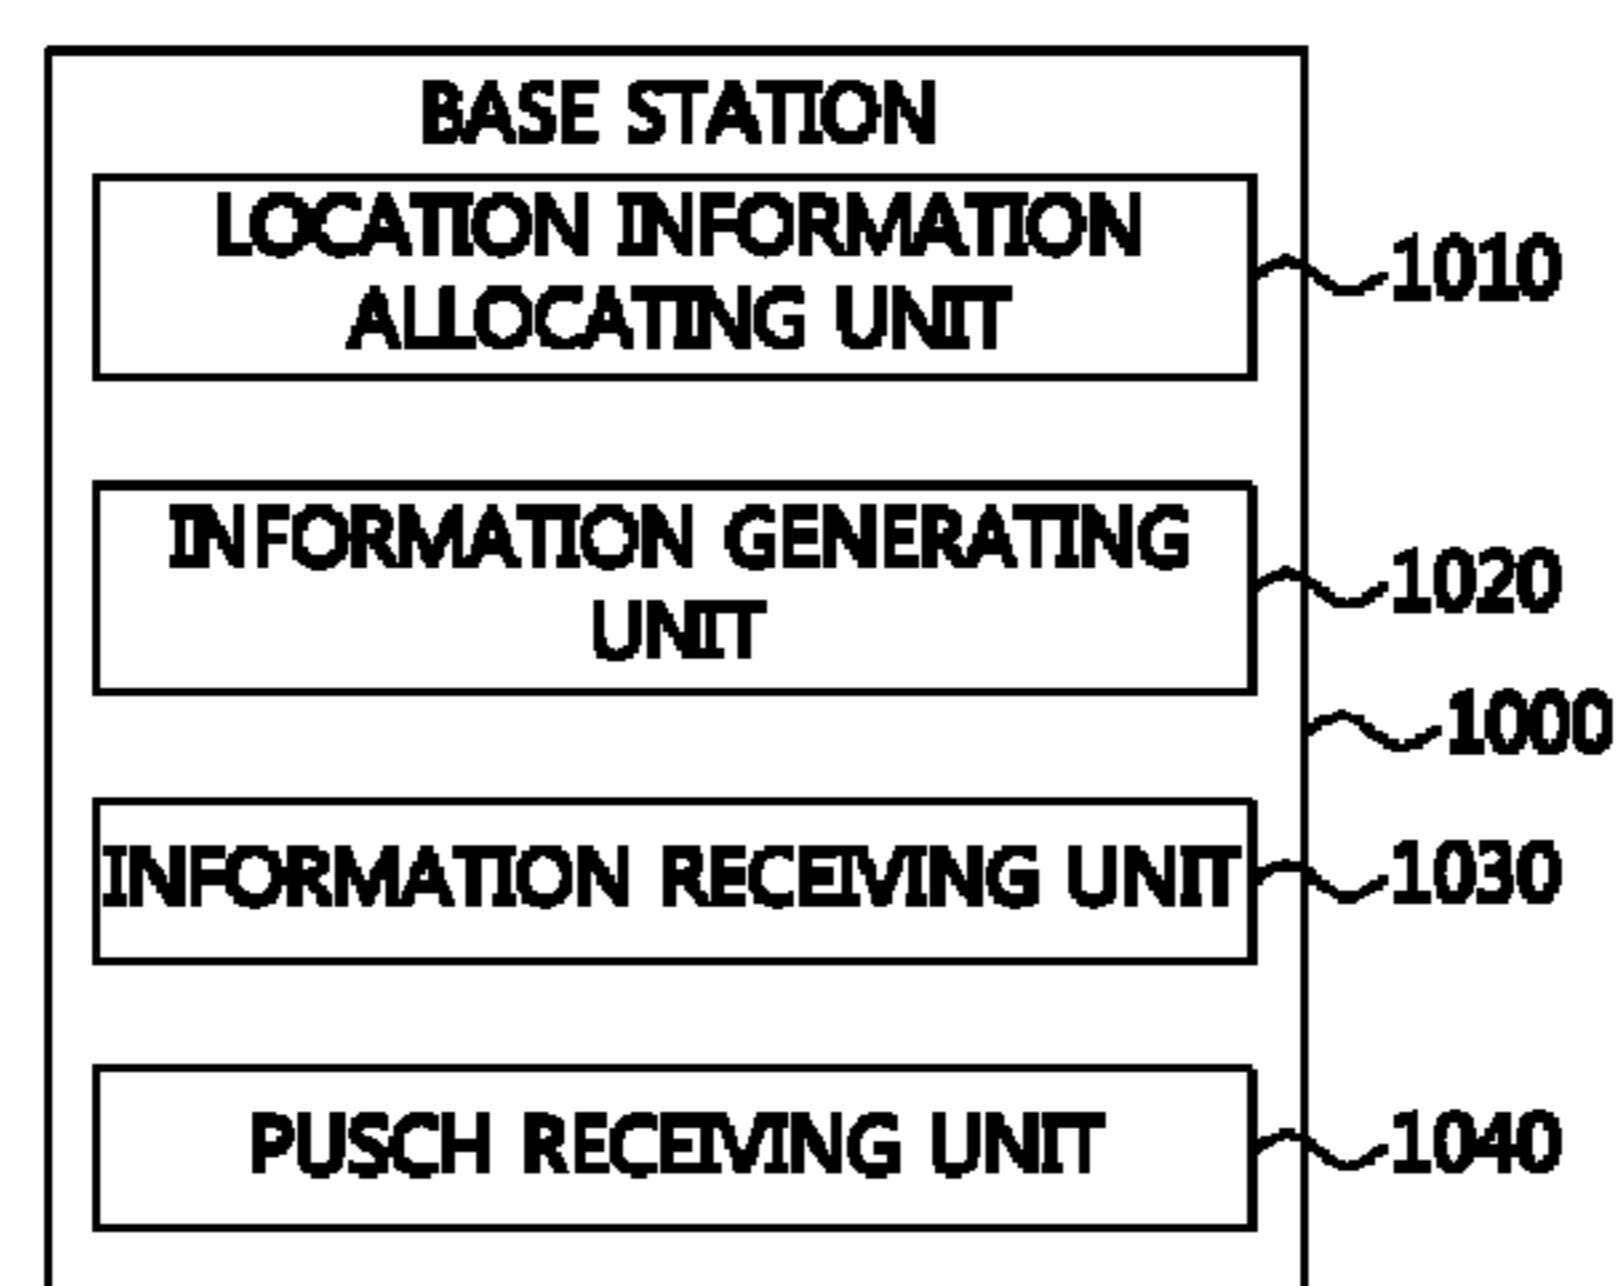 BASE STATION
LOCATION INFORMATION
ALLOCATING UNIT
1010
INFORMATION GENERATING
UNIT
1020
1000
INFORMATION RECEIVING UNIT
1030
PUSCH RECEIVING UNIT
1040